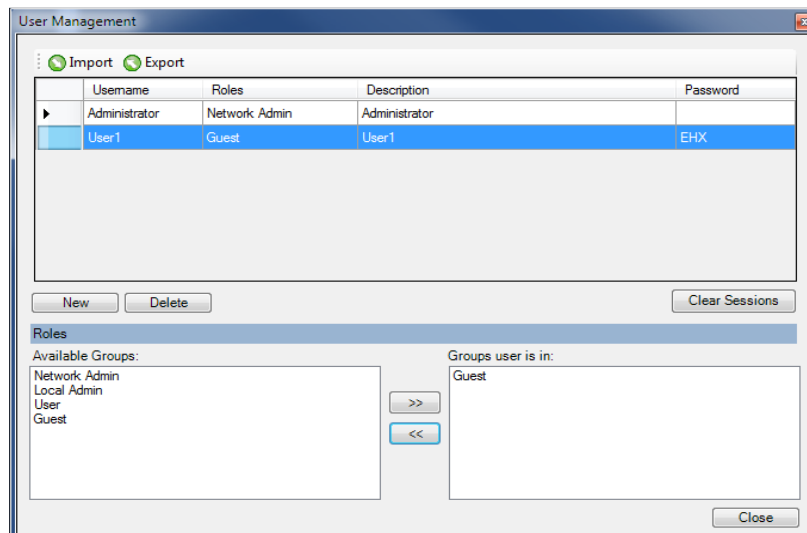 User Management
Import Export
Username Roles Description Password
Administrator Network Admin Administrator
User1 Guest User1 EHX
New Delete Clear Sessions
Roles
Available Groups: Groups user is in:
Network Admin Guest
Local Admin
User >>
Guest
<<
Close